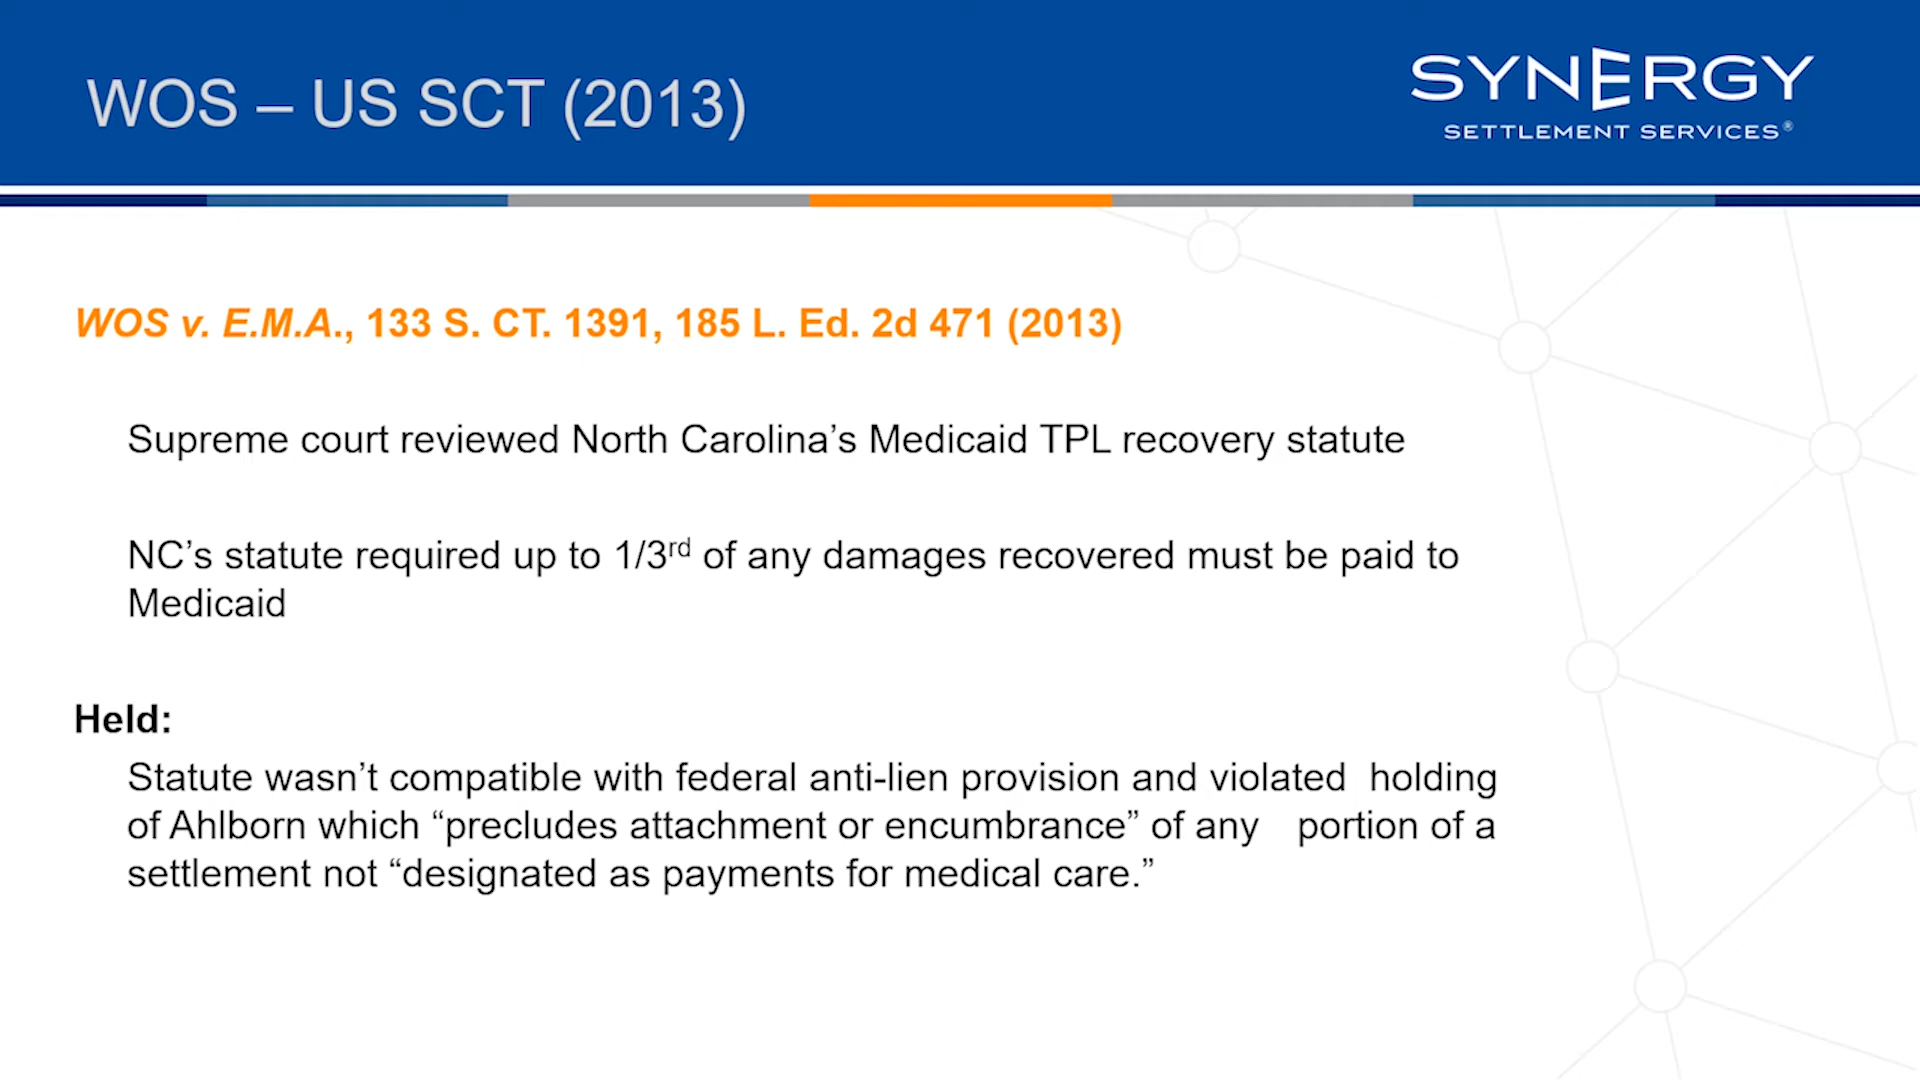 WOS – US SCT (2013)
SYNERGY
SETTLEMENT SERVICES®
WOS v. E.M.A., 133 S. CT. 1391, 185 L. Ed. 2d 471 (2013)
Supreme court reviewed North Carolina’s Medicaid TPL recovery statute
NC’s statute required up to 1/3rd of any damages recovered must be paid to
Medicaid
Held:
Statute wasn’t compatible with federal anti-lien provision and violated holding
of Ahlborn which “precludes attachment or encumbrance” of any portion of a
settlement not “designated as payments for medical care.”